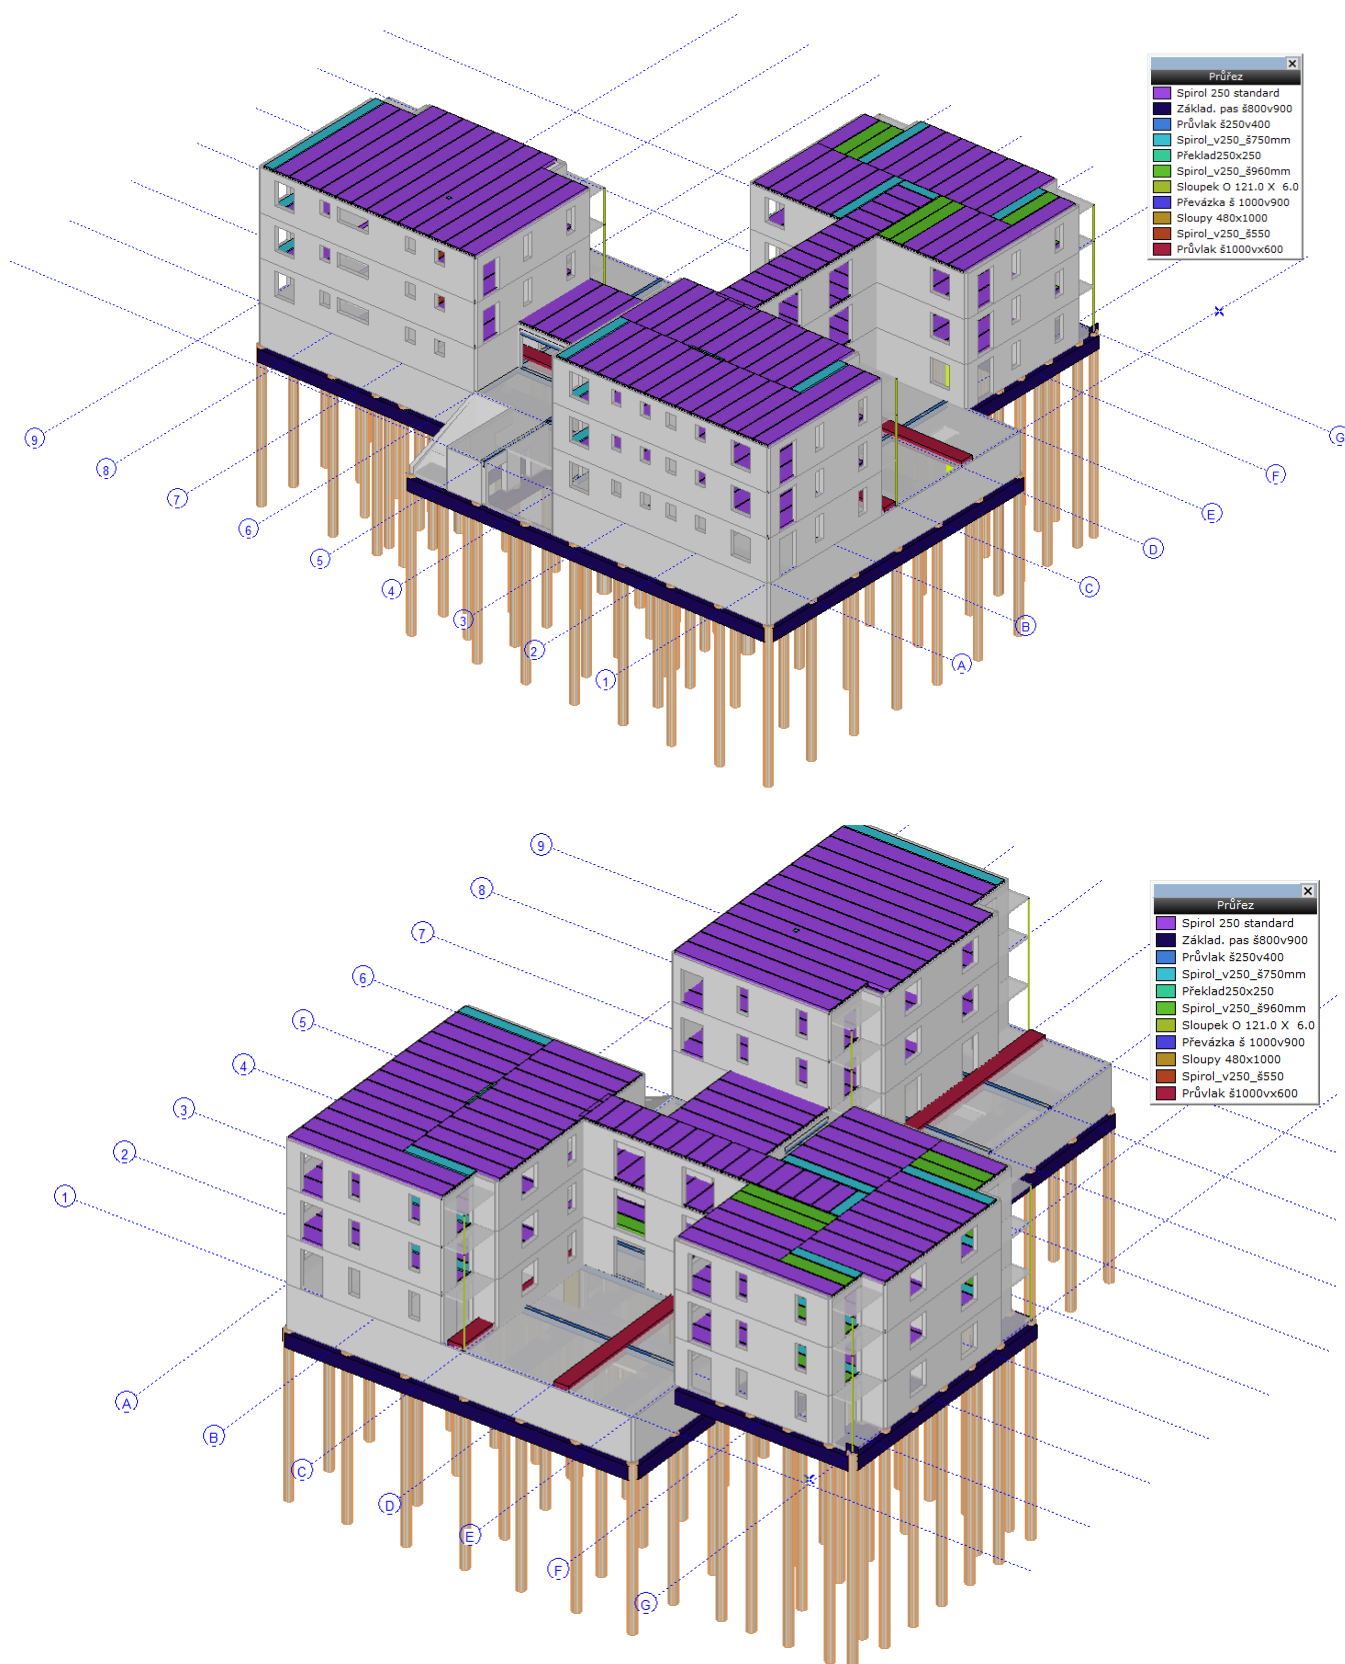 Průřez
Spirol 250 standard
Základ. pas š800v900
Průvlak š250v400
Spirol_v250_š750mm
Překlad250x250
Spirol_v250_š960mm
Sloupek O 121.0 X 6.0
Převázka š 1000v900
Sloupy 480x1000
Spirol_v250_š550
Průvlak š1000vx600
9
8
7
6
5
4
3
2
1
A
B
C
D
E
F
G
9
8
7
6
5
4
3
2
1
A
B
C
D
E
F
G
Průřez
Spirol 250 standard
Základ. pas š800v900
Průvlak š250v400
Spirol_v250_š750mm
Překlad250x250
Spirol_v250_š960mm
Sloupek O 121.0 X 6.0
Převázka š 1000v900
Sloupy 480x1000
Spirol_v250_š550
Průvlak š1000vx600